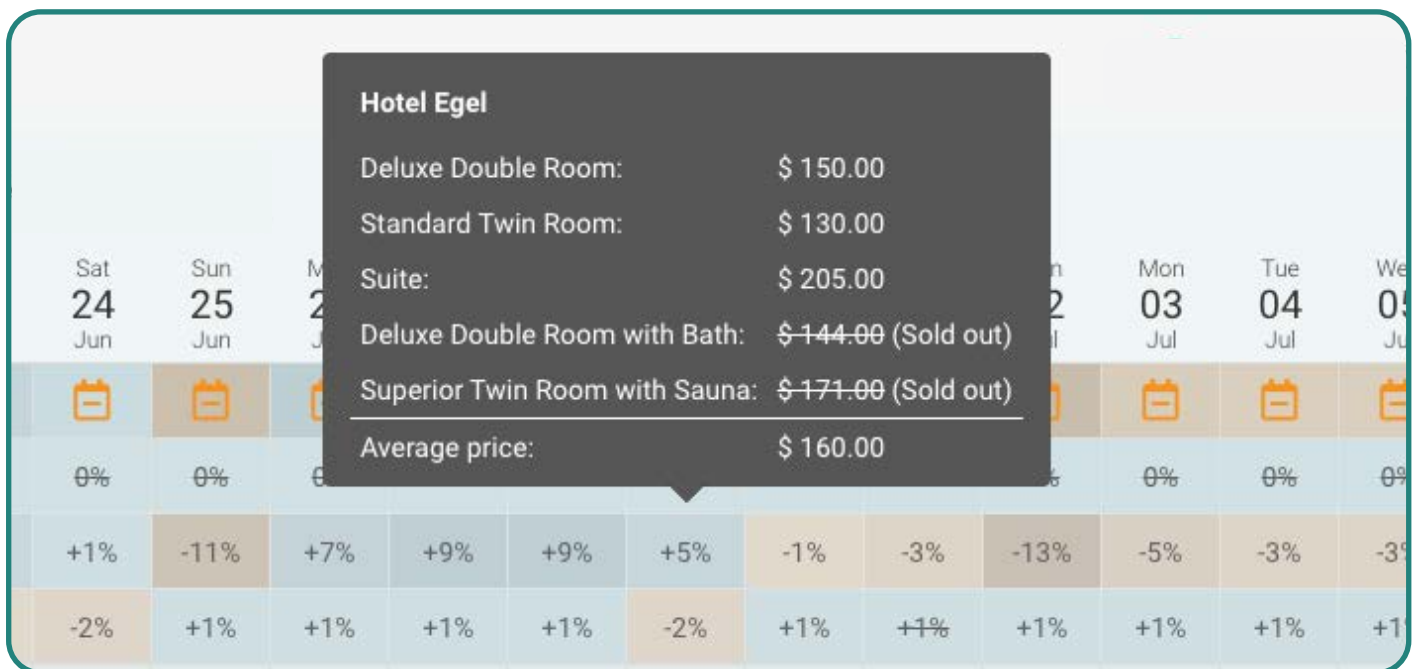 Hotel Egel
Deluxe Double Room: $ 150.00
Standard Twin Room: $ 130.00
Suite: $ 205.00
Deluxe Double Room with Bath: $ 144.00 (Sold out)
Superior Twin Room with Sauna: $ 171.00 (Sold out)
Average price: $ 160.00
Sat Sun Mon Tue
24 25 03 04
Jun Jun Jul Jul
0% 0% 0% 0%
+1% -11% +7% +9% +9% +5% -1% -3% -13% -5% -3%
-2% +1% +1% +1% +1% -2% +1% +1% +1% +1% +1%